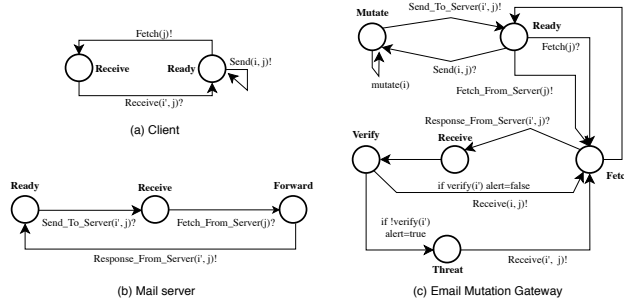 Fetch(j)!
Receive
Ready
Send(i, j)!
Receive(i', j)?
(a) Client
Ready
Receive
Forward
Send_To_Server(i', j)?
Fetch_From_Server(j)?
Response_From_Server(i', j)!
(b) Mail server
Mutate
Send_To_Server(i', j)!
Ready
Fetch(j)?
mutate(i)
Send(i, j)?
Fetch_From_Server(j)!
Response_From_Server(i', j)?
Verify
Receive
Fetc
if verify(i') alert=false
Receive(i, j)!
if !verify(i')
alert=true
Threat
Receive(i', j)!
(c) Email Mutation Gateway